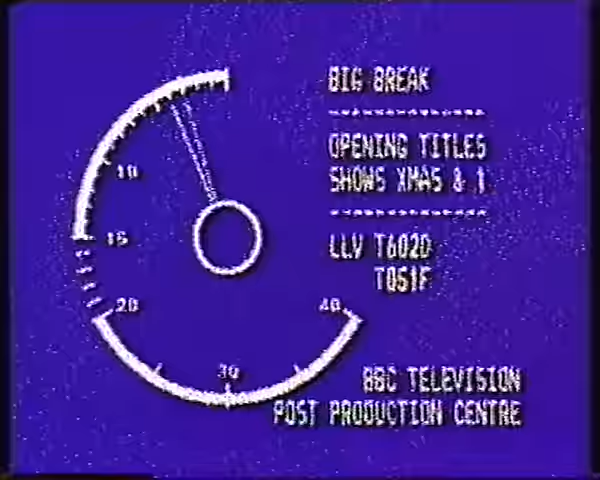 BIG BREAK
OPENING TITLES
SHOWS XMAS & 1
LLV T602D
T051F
10
15
20
30
40
BBC TELEVISION
POST PRODUCTION CENTRE